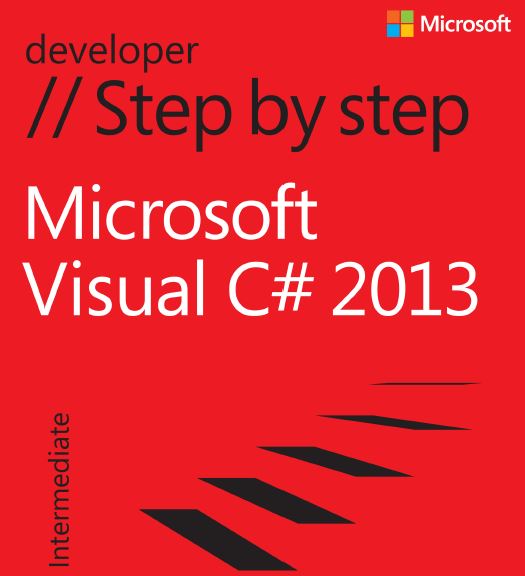 Microsoft
developer
// Step by step
Microsoft
Visual C# 2013
Intermediate